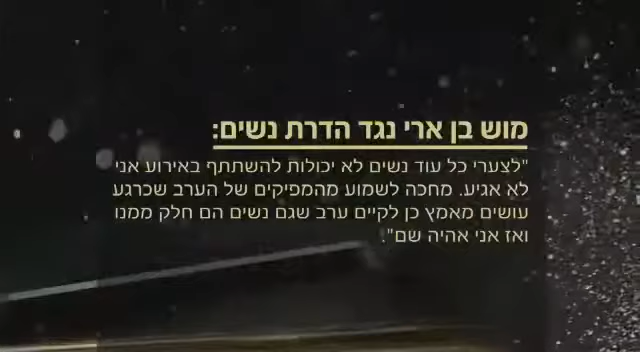 מוש בן ארי נגד הדרת נשים:
"לצערי כל עוד נשים לא יכולות להשתתף באירוע אני
לא אגיע. מחכה לשמוע מהמפיקים של הערב שכרגע
עושים מאמץ כן לקיים ערב שגם נשים הם חלק ממנו
ואז אני אהיה שם".